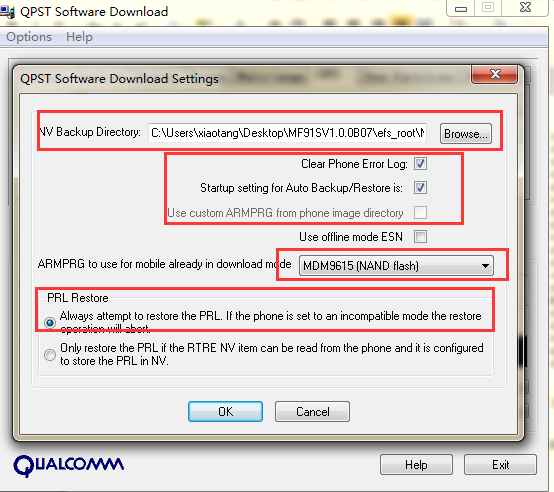 QPST Software Download
Options Help
QPST Software Download Settings
NV Backup Directory: C:\Users\xiaotang\Desktop\MF91SV1.0.0B07\efs_root\N Browse...
Clear Phone Error Log:
Startup setting for Auto Backup/Restore is:
Use custom ARMPRG from phone image directory
Use offline mode ESN
ARMPRG to use for mobile already in download mode MDM9615 (NAND flash)
PRL Restore
Always attempt to restore the PRL. If the phone is set to an incompatible mode the restore
operation will abort.
Only restore the PRL if the RTRE NV item can be read from the phone and it is configured
to store the PRL in NV.
OK Cancel
QUALCOMM Help Exit